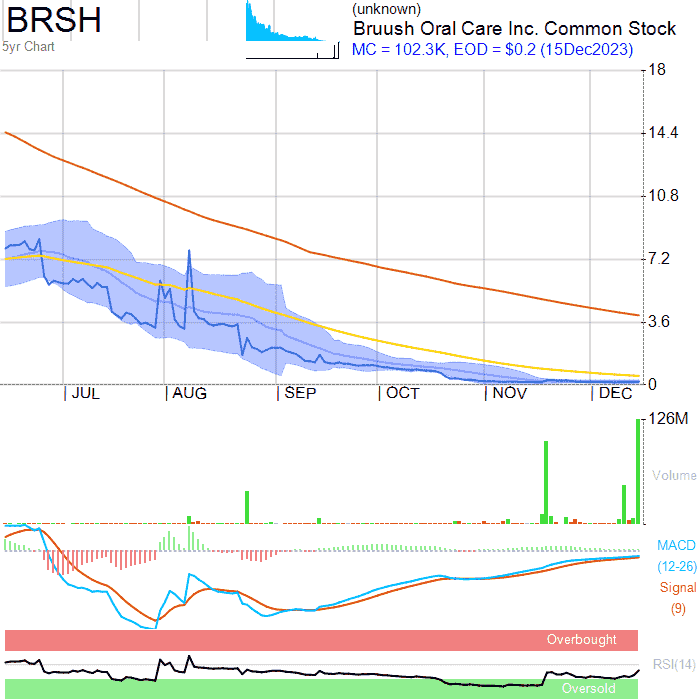 BRSH
5yr Chart
(unknown)
Bruush Oral Care Inc. Common Stock
MC = 102.3K, EOD = $0.2 (15Dec2023)
18
14.4
10.8
7.2
3.6
0
JUL AUG SEP OCT NOV DEC
126M
Volume
MACD
(12-26)
Signal
(9)
Overbought
RSI(14)
Oversold